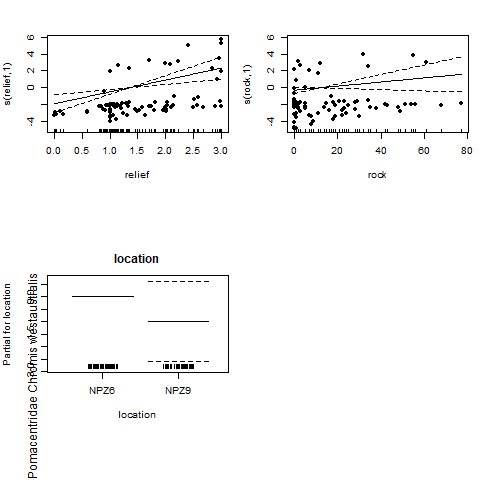 s(relief,1)
6
4
2
0
-4
0.0 0.5 1.0 1.5 2.0 2.5 3.0
relief
s(rock,1)
6
4
2
0
-4
0 20 40 60 80
rock
location
Partial for location
NPZ6 NPZ9
location
Pomacentridae Chromis westaustralis